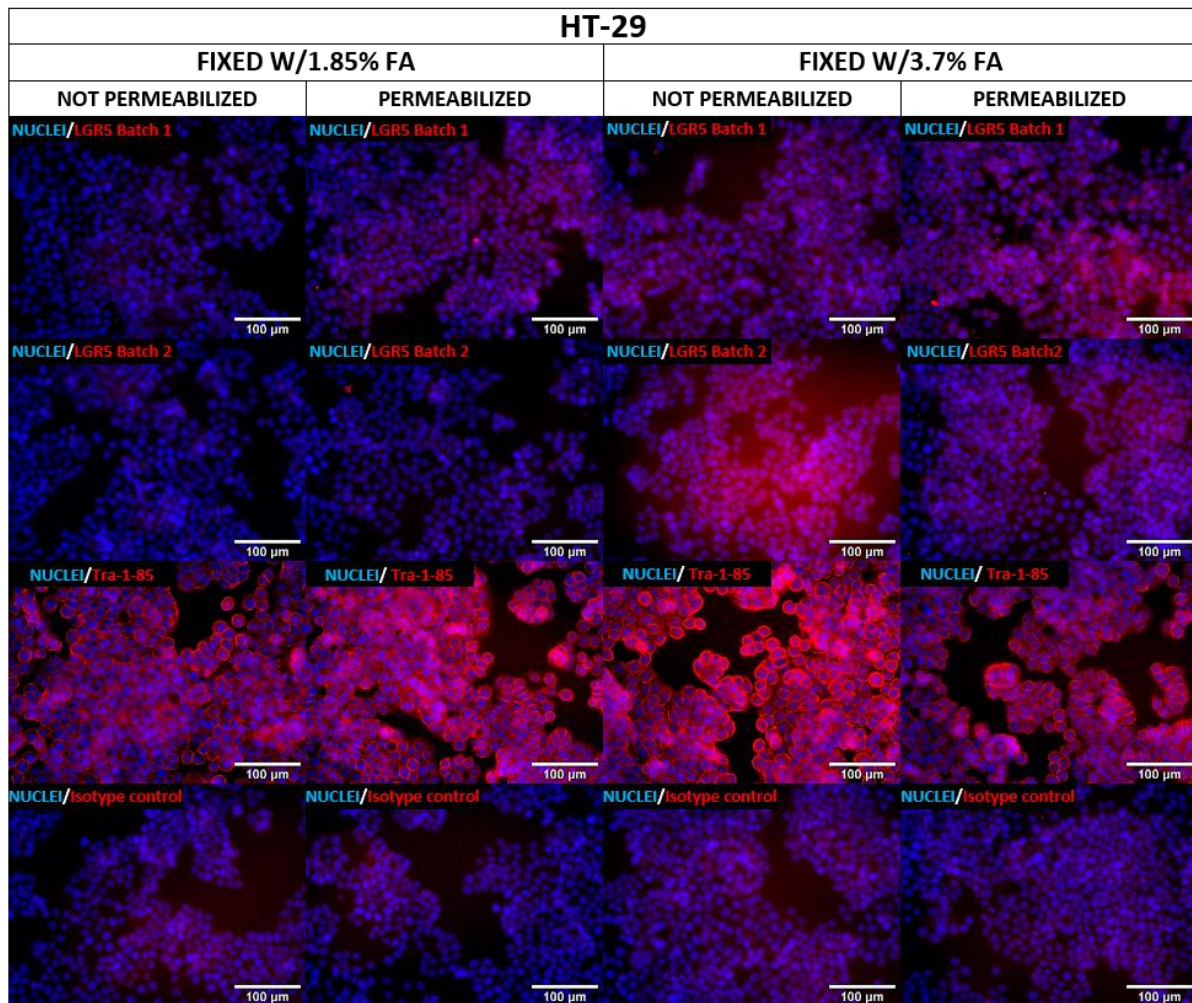 HT-29
FIXED W/1.85% FA
FIXED W/3.7% FA
NOT PERMEABILIZED
PERMEABILIZED
NOT PERMEABILIZED
PERMEABILIZED
NUCLEI/LGR5 Batch 1
NUCLEI/LGR5 Batch 1
NUCLEI/LGR5 Batch 1
NUCLEI/LGR5 Batch 1
100 µm
100 µm
100 µm
100 µm
NUCLEI/LGR5 Batch 2
NUCLEI/LGR5 Batch 2
NUCLEI/LGR5 Batch 2
NUCLEI/LGR5 Batch2
100 µm
100 µm
100 µm
100 µm
NUCLEI/Tra-1-85
NUCLEI/ Tra-1-85
NUCLEI/ Tra-1-85
NUCLEI/ Tra-1-85
100 µm
100 µm
100 µm
100 µm
NUCLEI/Isotype control
NUCLEI/Isotype control
NUCLEI/Isotype control
NUCLEI/Isotype control
100 µm
100 µm
100 µm
100 µm